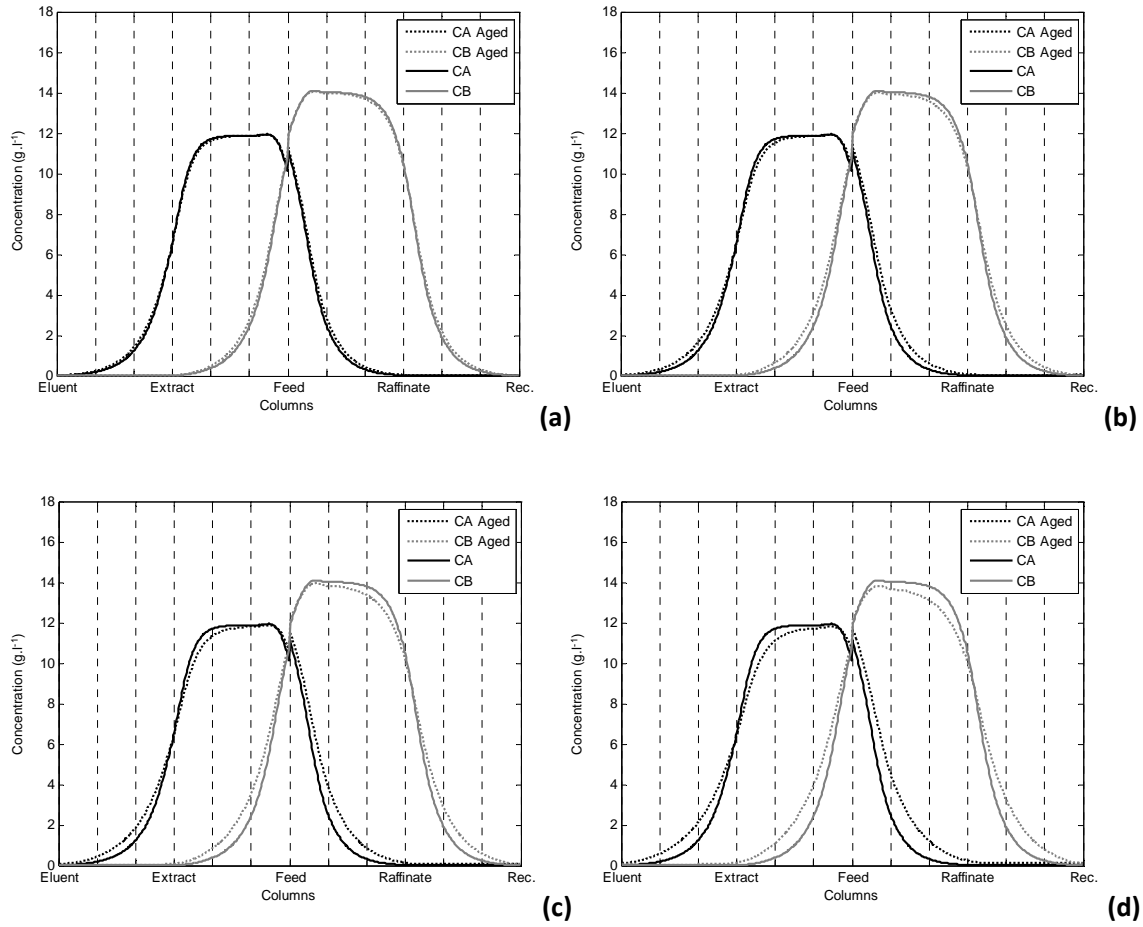 18
16
14
12
10
8
6
4
2
0
Concentration (g.l-1)
CA Aged
CB Aged
CA
CB
Eluent Extract Feed Raffinate Rec.
Columns
(a)
18
16
14
12
10
8
6
4
2
0
Concentration (g.l-1)
CA Aged
CB Aged
CA
CB
Eluent Extract Feed Raffinate Rec.
Columns
(b)
18
16
14
12
10
8
6
4
2
0
Concentration (g.l-1)
CA Aged
CB Aged
CA
CB
Eluent Extract Feed Raffinate Rec.
Columns
(c)
18
16
14
12
10
8
6
4
2
0
Concentration (g.l-1)
CA Aged
CB Aged
CA
CB
Eluent Extract Feed Raffinate Rec.
Columns
(d)